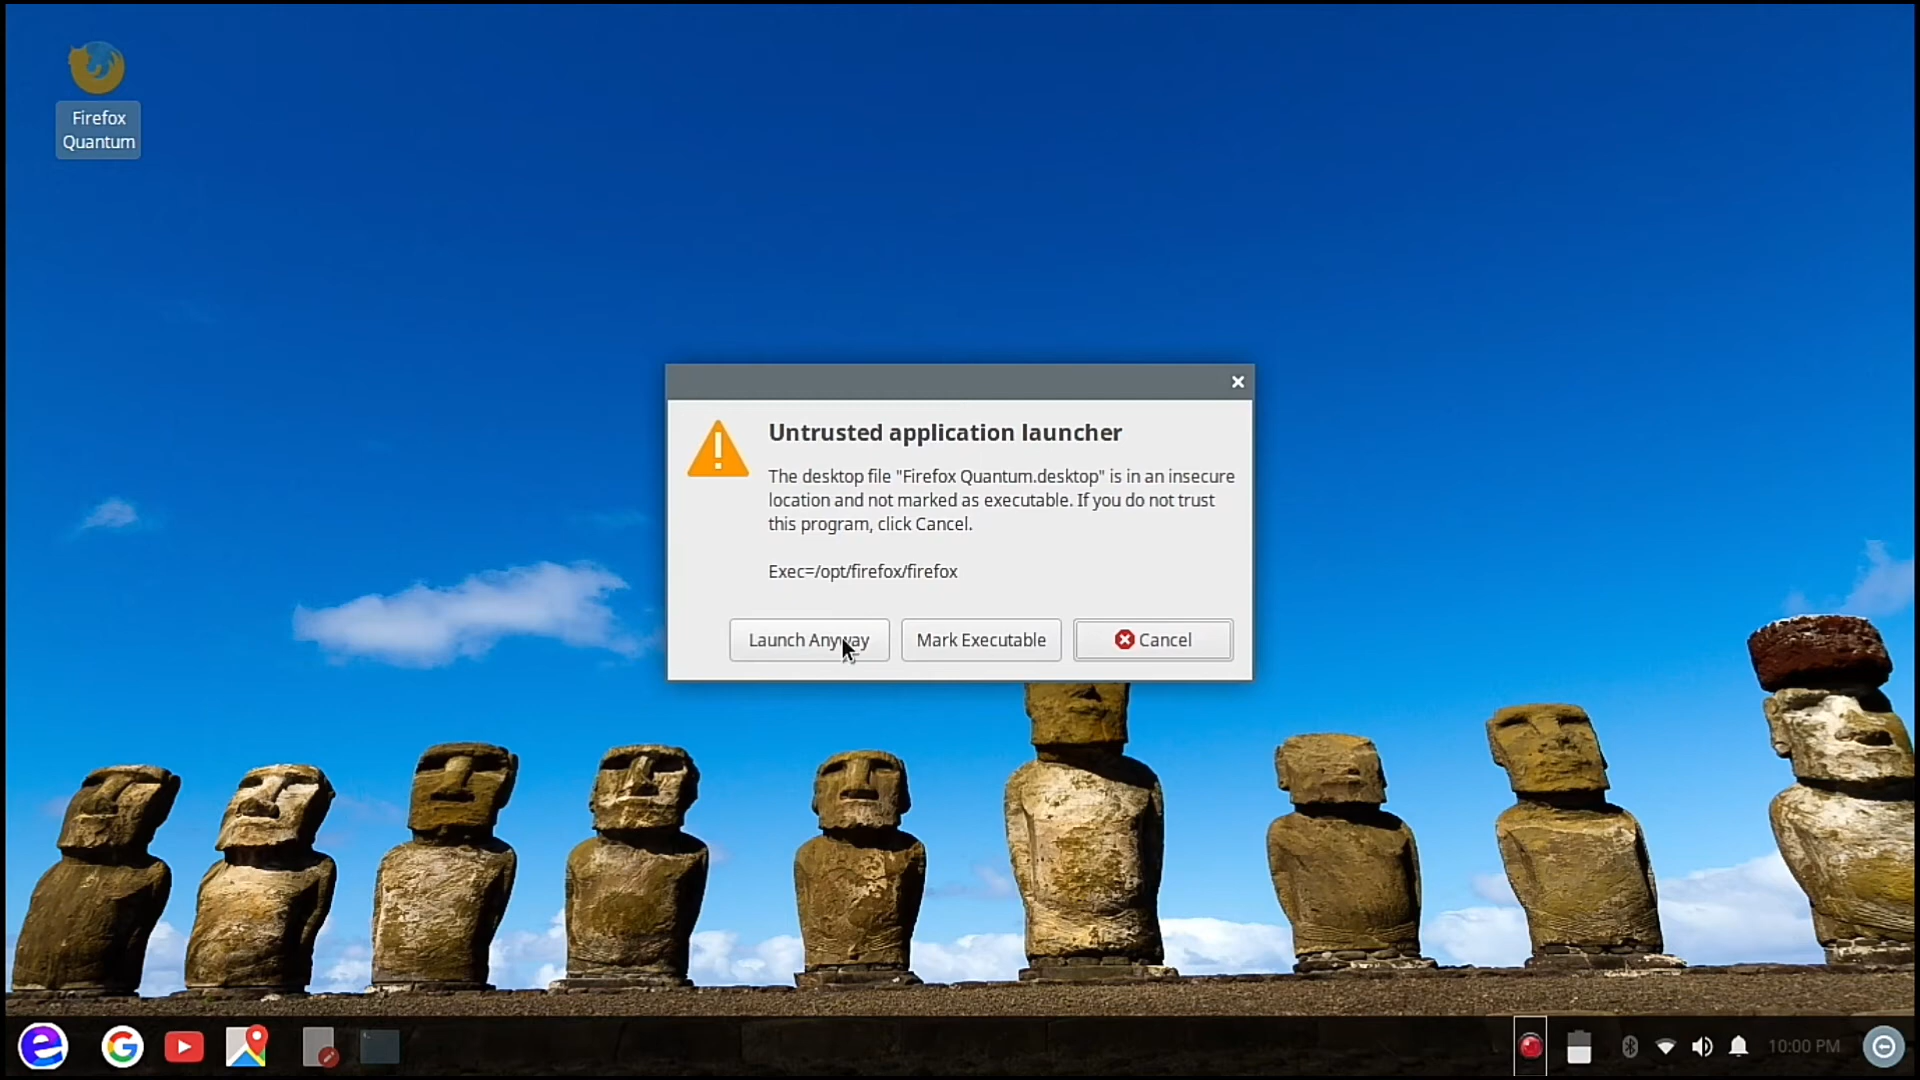 Firefox
Quantum
Untrusted application launcher
The desktop file "Firefox Quantum.desktop" is in an insecure
location and not marked as executable. If you do not trust
this program, click Cancel.
Exec=/opt/firefox/firefox
Launch Anyway
Mark Executable
Cancel
10:00 PM